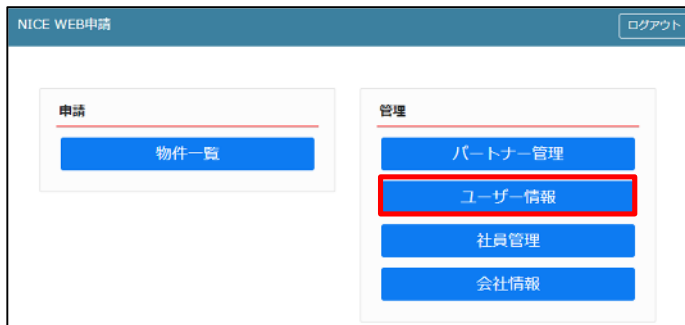 NICE WEB申請
ログアウト
申請
物件一覧
管理
パートナー管理
ユーザー情報
社員管理
会社情報